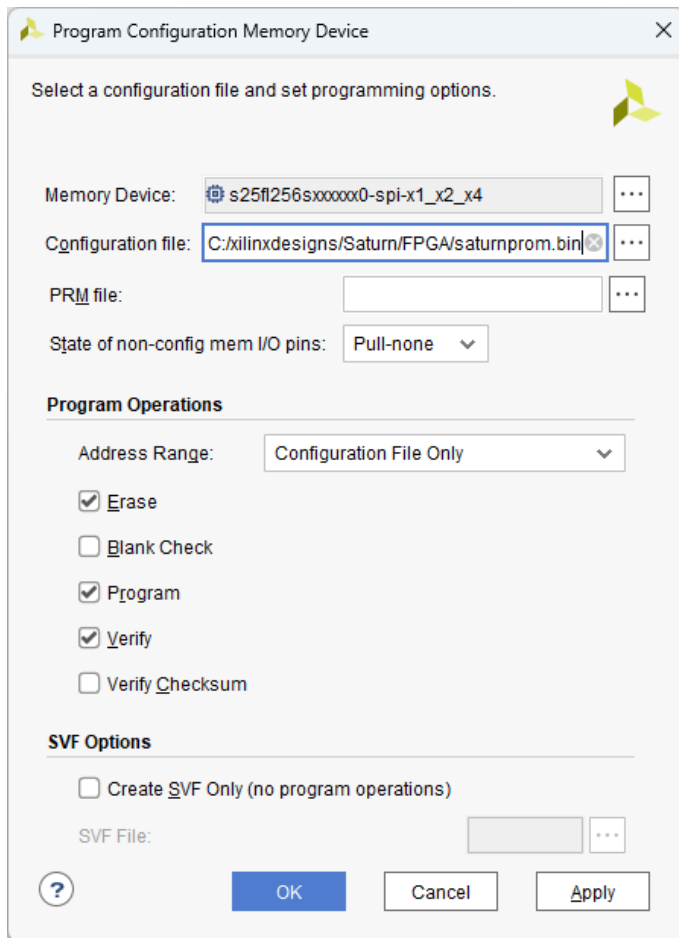 Program Configuration Memory Device
Select a configuration file and set programming options.
Memory Device: s25fl256sxxxxxx0-spi-x1_x2_x4 ...
Configuration file: C:/xilinxdesigns/Saturn/FPGA/saturnprom.bin ...
PRM file: ...
State of non-config mem I/O pins: Pull-none
Program Operations
Address Range: Configuration File Only
Erase
Blank Check
Program
Verify
Verify Checksum
SVF Options
Create SVF Only (no program operations)
SVF File: ...
? OK Cancel Apply